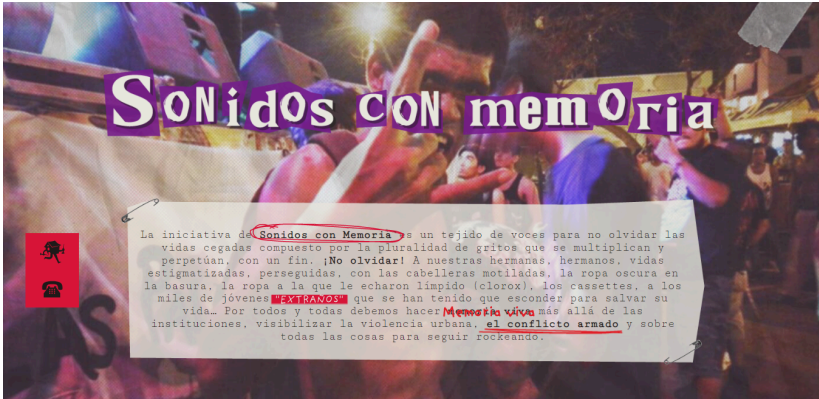 Sonidos con memoria
La iniciativa de Sonidos con Memoria es un tejido de voces para no olvidar las
vidas cegadas compuesto por la pluralidad de gritos que se multiplican y
perpetúan, con un fin. ¡No olvidar! A nuestras hermanas, hermanos, vidas
estigmatizadas, perseguidas, con las cabelleras motiladas, la ropa oscura en
la basura, la ropa a la que le echaron límpido (clorox), los cassettes, a los
miles de jóvenes "EXTRAÑOS" que se han tenido que esconder para salvar su
vida… Por todos y todas debemos hacer Memoria viva más allá de las
instituciones, visibilizar la violencia urbana, el conflicto armado y sobre
todas las cosas para seguir rockeando.
AS